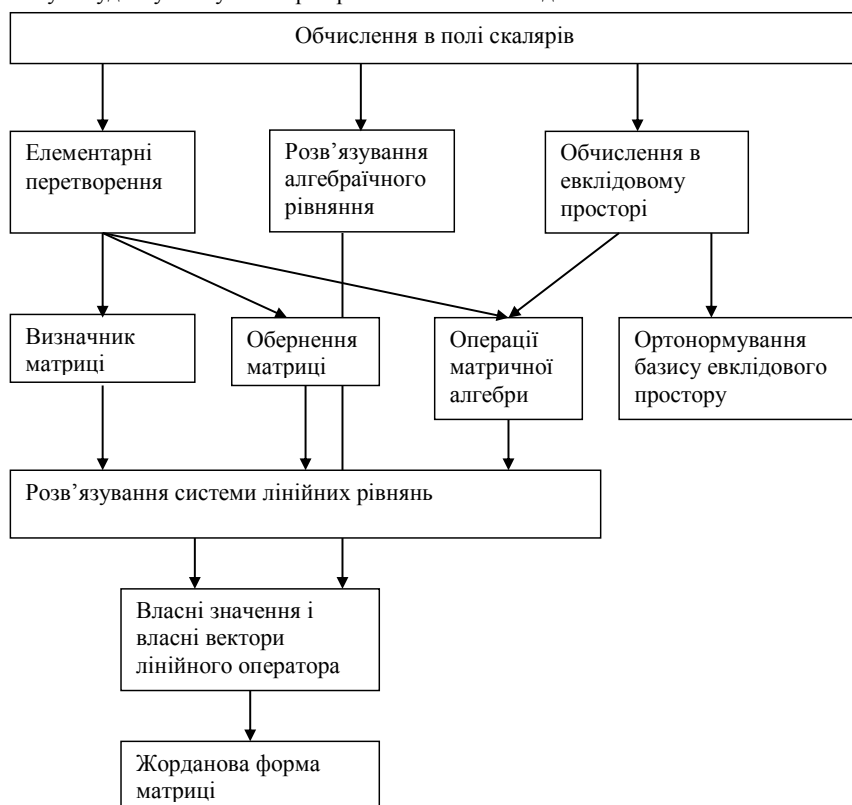 Обчислення в полі скалярів
Елементарні
перетворення
Розв’язування
алгебраїчного
рівняння
Обчислення в
евклідовому
просторі
Визначник
матриці
Обернення
матриці
Операції
матричної
алгебри
Ортонормування
базису евклідового
простору
Розв’язування системи лінійних рівнянь
Власні значення і
власні вектори
лінійного оператора
Жорданова форма
матриці